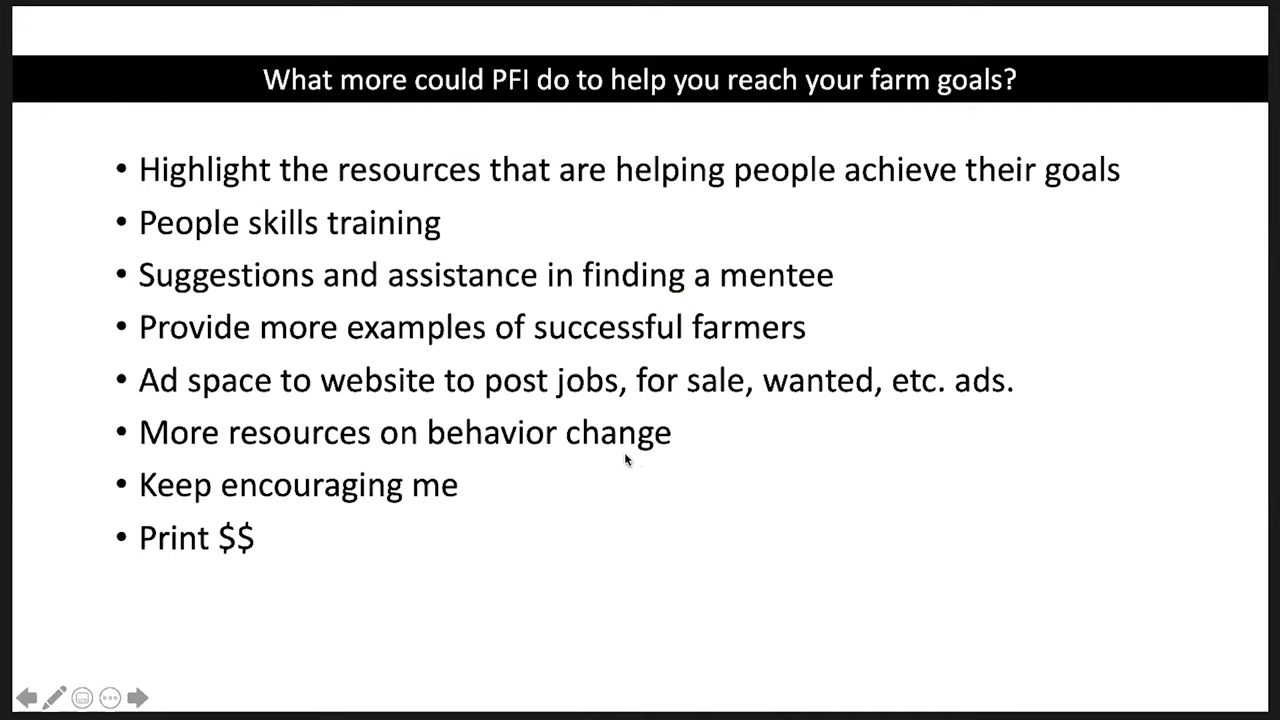 What more could PFI do to help you reach your farm goals?
• Highlight the resources that are helping people achieve their goals
• People skills training
• Suggestions and assistance in finding a mentee
• Provide more examples of successful farmers
• Ad space to website to post jobs, for sale, wanted, etc. ads.
• More resources on behavior change
• Keep encouraging me
• Print $$